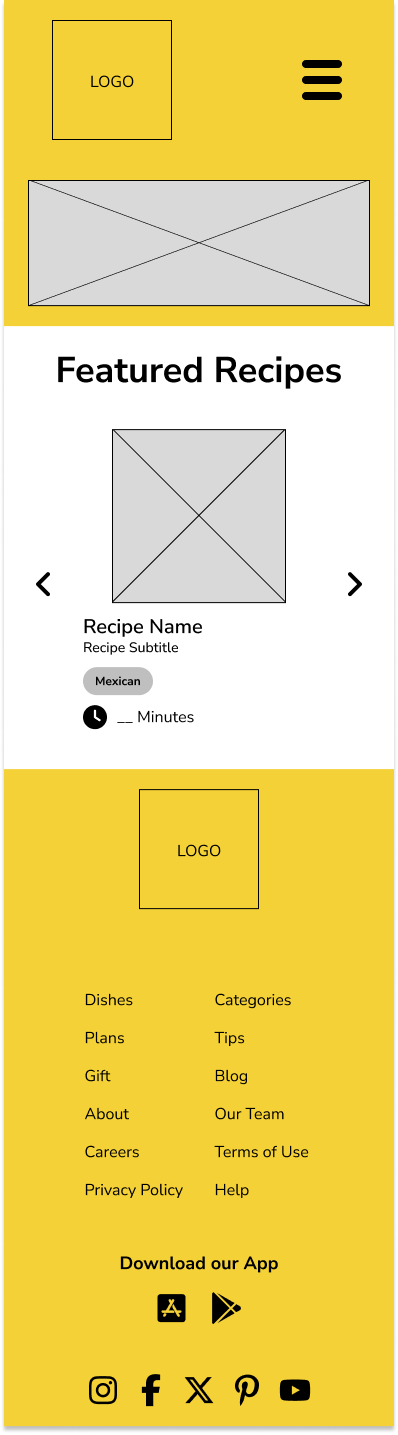 LOGO
Featured Recipes
Recipe Name
Recipe Subtitle
Mexican
__ Minutes
LOGO
Dishes
Categories
Plans
Tips
Gift
Blog
About
Our Team
Careers
Terms of Use
Privacy Policy
Help
Download our App